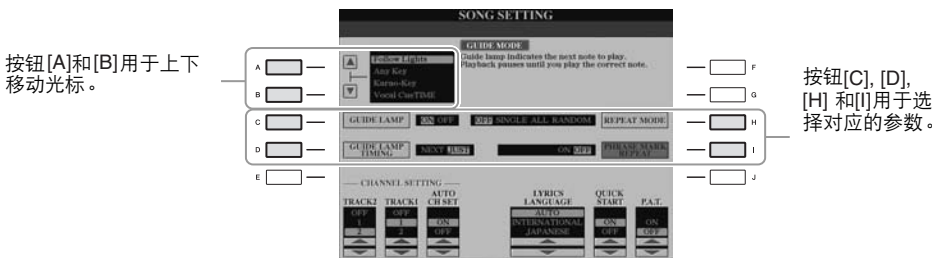 SONG SETTING
按钮[A]和[B]用于上下
移动光标。
A
B
Follow Lights
Any Key
Karao-Key
Vocal CueTIME
GUIDE MODE
Guide lamp indicates the next note to play.
Playback pauses until you play the correct note.
F
G
按钮[C], [D],
[H] 和[I]用于选
择对应的参数。
C
GUIDE LAMP
ON OFF
OFF SINGLE ALL RANDOM
REPEAT MODE
H
D
GUIDE LAMP
TIMING
NEXT JUST
ON OFF
PHRASE MARK
REPEAT
I
E
J
CHANNEL SETTING
TRACK2
TRACK1
AUTO
CH SET
LYRICS
LANGUAGE
QUICK
START
P.A.T.
OFF
1
2
OFF
1
2
ON
OFF
AUTO
INTERNATIONAL
JAPANESE
ON
OFF
ON
OFF